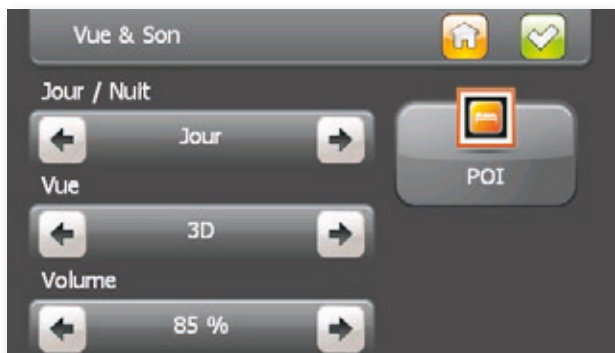 Vue & Son
Jour / Nuit
Jour
POI
Vue
3D
Volume
85 %